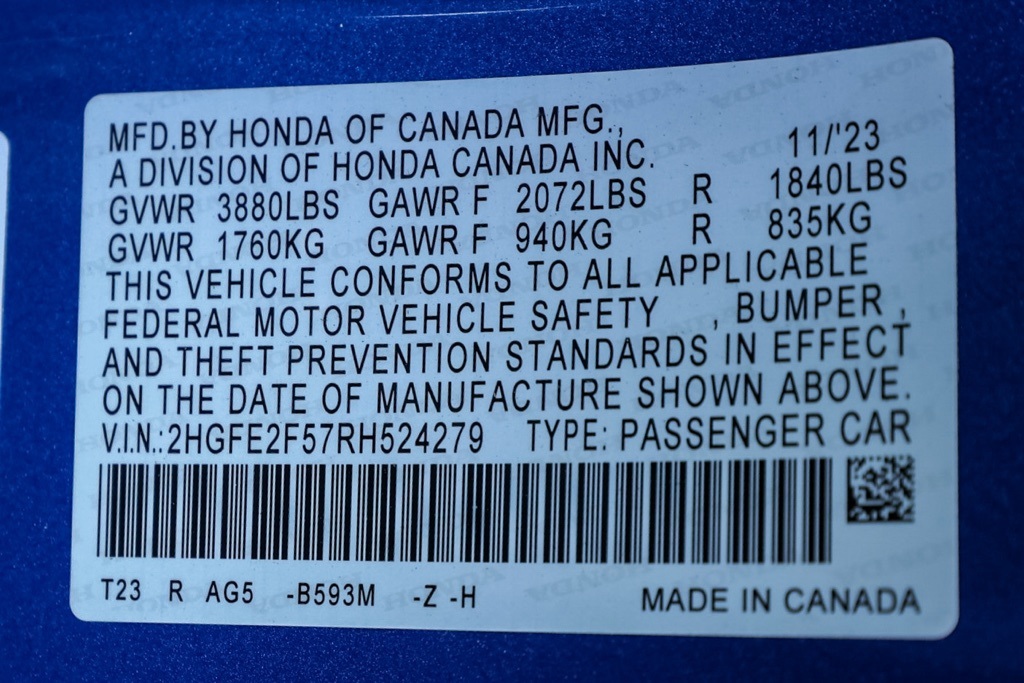 MFD.BY HONDA OF CANADA MFG.,
A DIVISION OF HONDA CANADA INC. 11/'23
GVWR 3880LBS GAWR F 2072LBS R 1840LBS
GVWR 1760KG GAWR F 940KG R 835KG
THIS VEHICLE CONFORMS TO ALL APPLICABLE
FEDERAL MOTOR VEHICLE SAFETY , BUMPER ,
AND THEFT PREVENTION STANDARDS IN EFFECT
ON THE DATE OF MANUFACTURE SHOWN ABOVE.
V.I.N.:2HGFE2F57RH524279 TYPE: PASSENGER CAR
T23 R AG5 -B593M -Z -H MADE IN CANADA